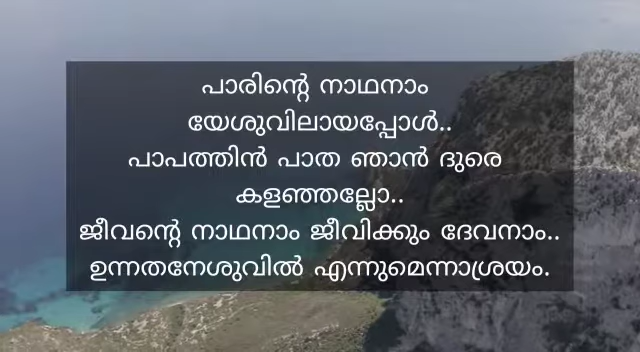 പാരിന്റെ നാഥനാം
യേശുവിലായപ്പോൾ..
പാപത്തിൻ പാത ഞാൻ ദുരെ
കളഞ്ഞല്ലോ..
ജീവന്റെ നാഥനാം ജീവിക്കും ദേവനാം..
ഉന്നതനേശുവിൽ എന്നുമെന്നാശ്രയം.